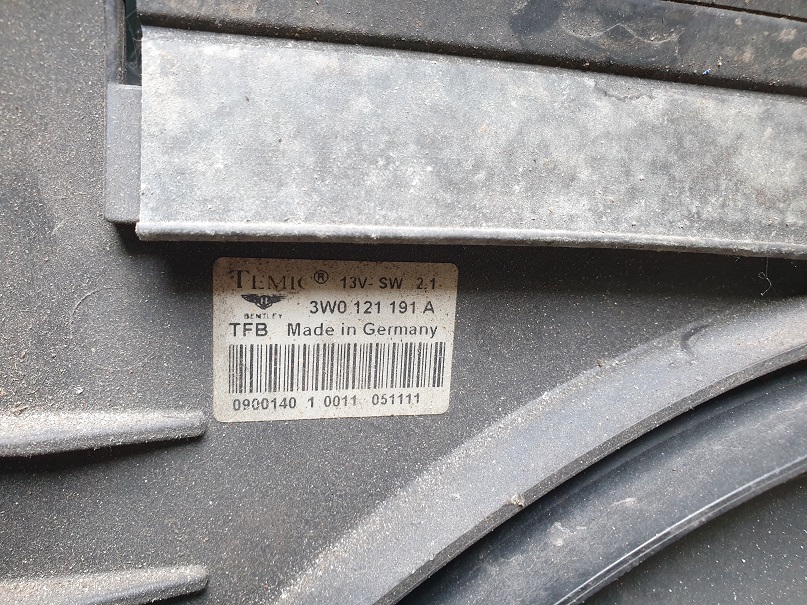 TEMIC® 13V- SW 2.1
3W0 121 191 A
BENTLEY
TFB Made in Germany
0900140 1 0011 051111